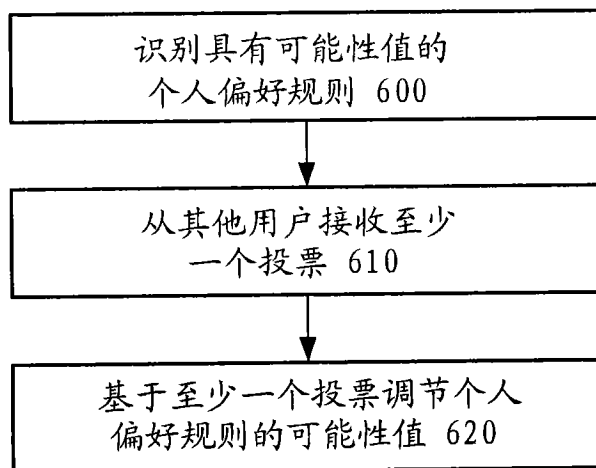 识别具有可能性值的
个人偏好规则 600
从其他用户接收至少
一个投票 610
基于至少一个投票调节个人
偏好规则的可能性值 620